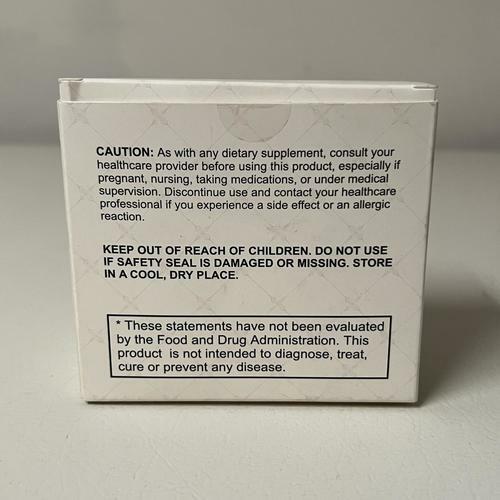 CAUTION: As with any dietary supplement, consult your
healthcare provider before using this product, especially if
pregnant, nursing, taking medications, or under medical
supervision. Discontinue use and contact your healthcare
professional if you experience a side effect or an allergic
reaction.
KEEP OUT OF REACH OF CHILDREN. DO NOT USE
IF SAFETY SEAL IS DAMAGED OR MISSING. STORE
IN A COOL, DRY PLACE.
* These statements have not been evaluated
by the Food and Drug Administration. This
product is not intended to diagnose, treat,
cure or prevent any disease.